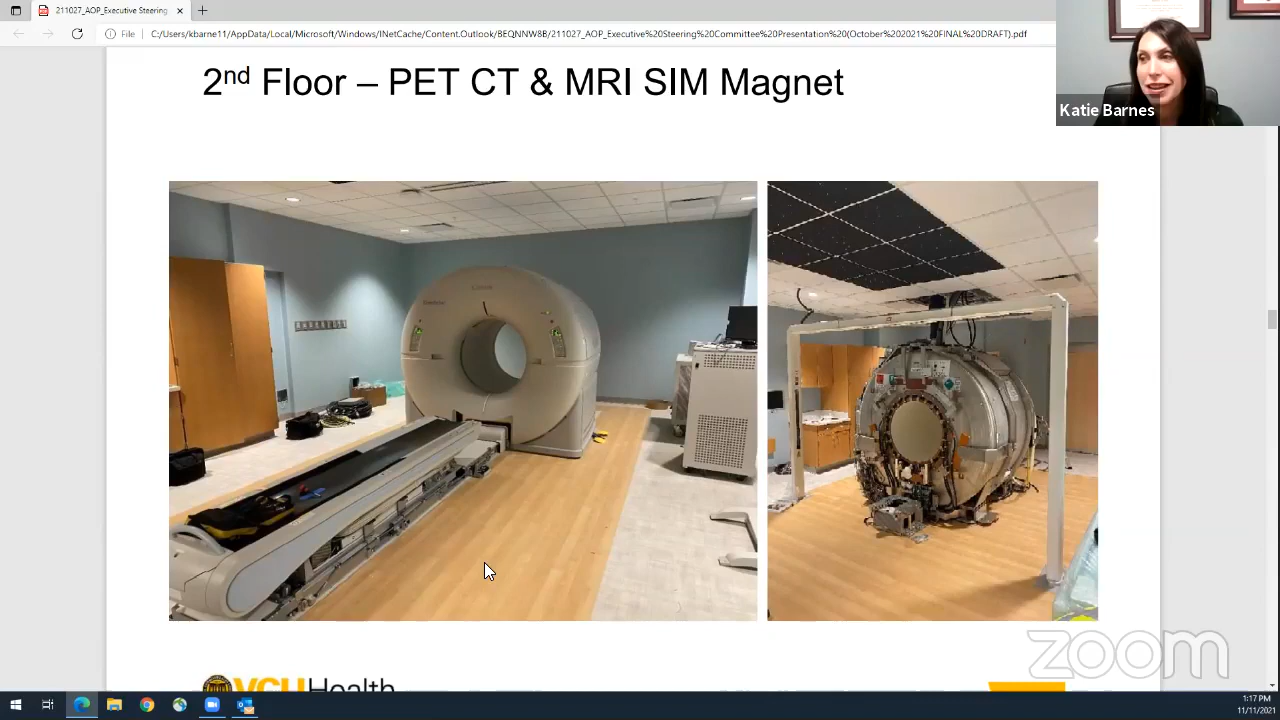 211027_AOP_Executive Steering
File
C:/Users/kbarne11/AppData/Local/Microsoft/Windows/INetCache/Content.Outlook/BEQNNW8B/211027_AOP_Executive%20Steering%20Committee%20Presentation%20(October%202021%20FINAL%20DRAFT).pdf
2nd Floor – PET CT & MRI SIM Magnet
Katie Barnes
zoom
VCUHealth
1:17 PM
11/11/2021